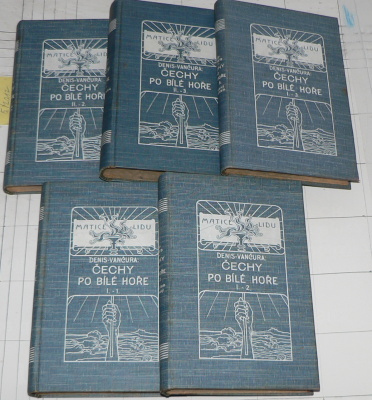 MATICE LIDU
DENIS-VANČURA:
ČECHY
PO BÍLÉ HOŘE
II.-2.
MATICE LIDU
DENIS-VANČURA:
ČECHY
PO BÍLÉ HOŘE
II.-3.
MATICE LIDU
DENIS-VANČURA:
ČECHY
PO BÍLÉ HOŘE
MATICE LIDU
DENIS-VANČURA:
ČECHY
PO BÍLÉ HOŘE
I.-1.
MATICE LIDU
DENIS-VANČURA:
ČECHY
PO BÍLÉ HOŘE
I.-2.